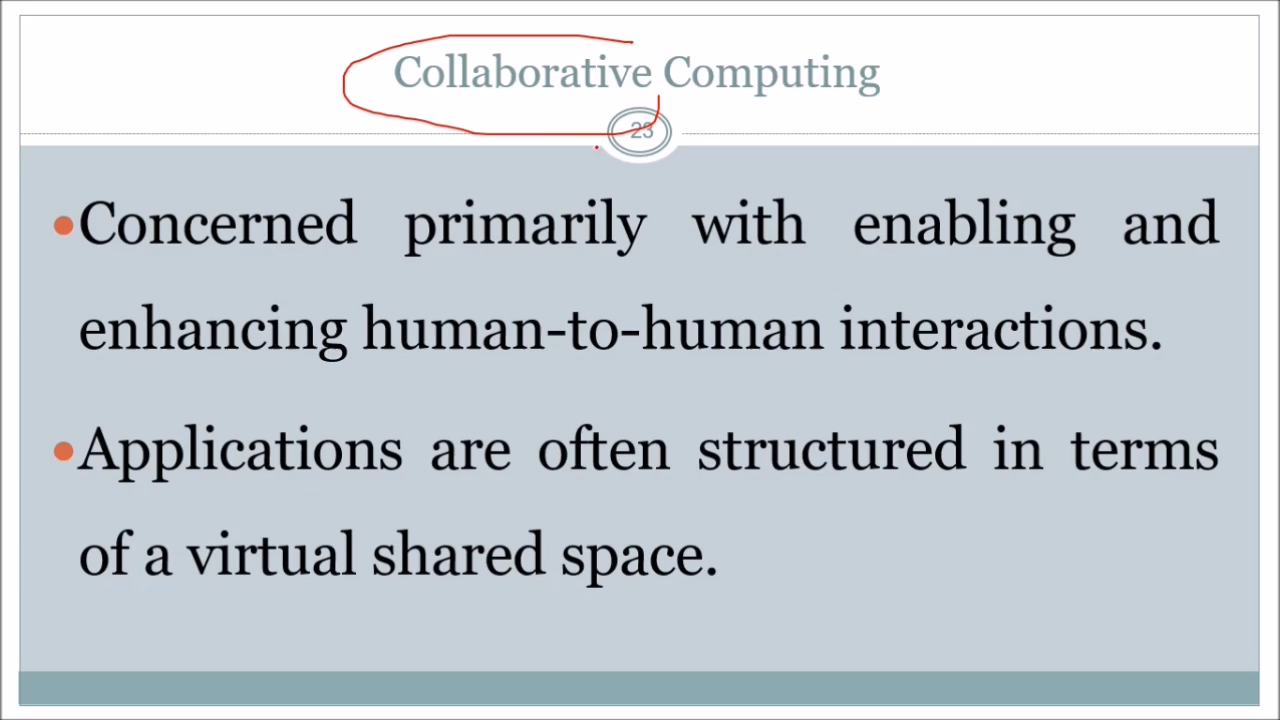 Collaborative Computing
23
•Concerned primarily with enabling and
enhancing human-to-human interactions.
•Applications are often structured in terms
of a virtual shared space.